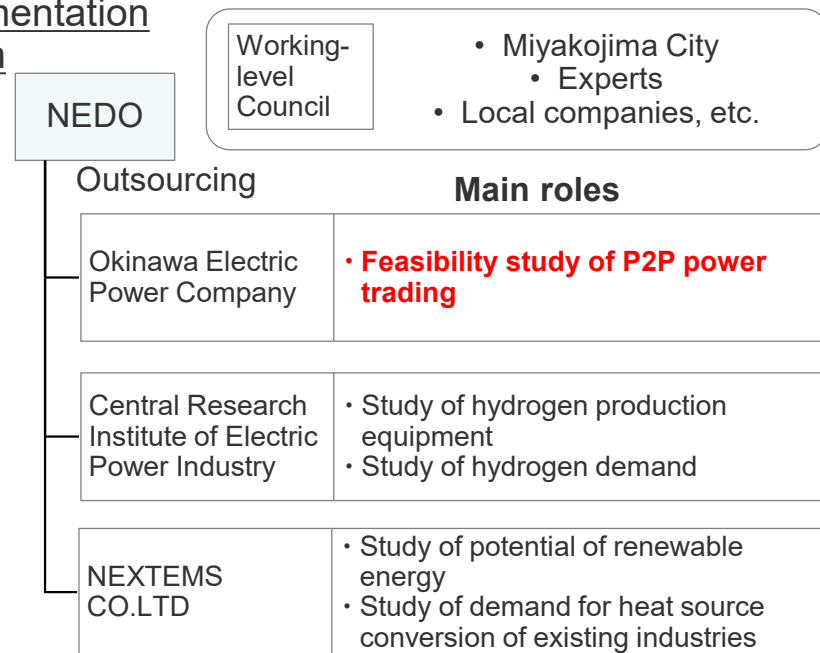 Working-
level
Council
• Miyakojima City
• Experts
• Local companies, etc.
NEDO
Outsourcing
Main roles
Okinawa Electric
Power Company
・Feasibility study of P2P power
trading
Central Research
Institute of Electric
Power Industry
・Study of hydrogen production
equipment
・Study of hydrogen demand
NEXTEMS
CO.LTD
・Study of potential of renewable
energy
・Study of demand for heat source
conversion of existing industries